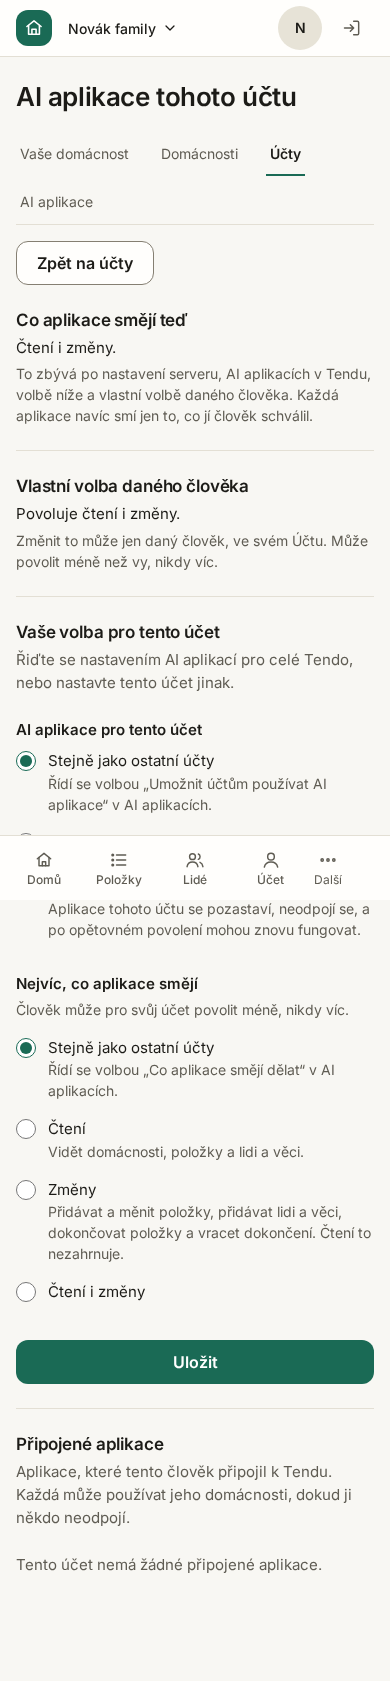 Novák family
N
AI aplikace tohoto účtu
Vaše domácnost
Domácnosti
Účty
AI aplikace
Zpět na účty
Co aplikace smějí teď
Čtení i změny.
To zbývá po nastavení serveru, AI aplikacích v Tendu,
volbě níže a vlastní volbě daného člověka. Každá
aplikace navíc smí jen to, co jí člověk schválil.
Vlastní volba daného člověka
Povoluje čtení i změny.
Změnit to může jen daný člověk, ve svém Účtu. Může
povolit méně než vy, nikdy víc.
Vaše volba pro tento účet
Řiďte se nastavením AI aplikací pro celé Tendo,
nebo nastavte tento účet jinak.
AI aplikace pro tento účet
Stejně jako ostatní účty
Řídí se volbou „Umožnit účtům používat AI
aplikace“ v AI aplikacích.
Domů
Položky
Lidé
Účet
Další
Aplikace tohoto účtu se pozastaví, neodpojí se, a
po opětovném povolení mohou znovu fungovat.
Nejvíc, co aplikace smějí
Člověk může pro svůj účet povolit méně, nikdy víc.
Stejně jako ostatní účty
Řídí se volbou „Co aplikace smějí dělat“ v AI
aplikacích.
Čtení
Vidět domácnosti, položky a lidi a věci.
Změny
Přidávat a měnit položky, přidávat lidi a věci,
dokončovat položky a vracet dokončení. Čtení to
nezahrnuje.
Čtení i změny
Uložit
Připojené aplikace
Aplikace, které tento člověk připojil k Tendu.
Každá může používat jeho domácnosti, dokud ji
někdo neodpojí.
Tento účet nemá žádné připojené aplikace.